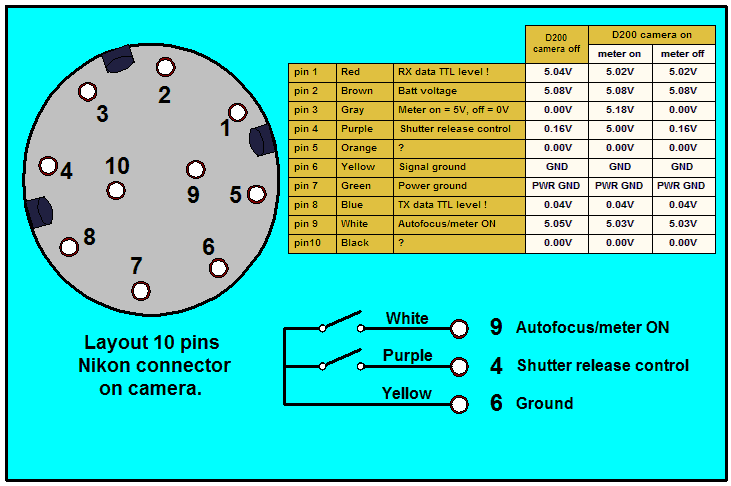 D200 camera off D200 camera on
meter on meter off
pin 1 Red RX data TTL level ! 5.04V 5.02V 5.02V
pin 2 Brown Batt voltage 5.08V 5.08V 5.08V
pin 3 Gray Meter on = 5V, off = 0V 0.00V 5.18V 0.00V
pin 4 Purple Shutter release control 0.16V 5.00V 0.16V
pin 5 Orange ? 0.00V 0.00V 0.00V
pin 6 Yellow Signal ground GND GND GND
pin 7 Green Power ground PWR GND PWR GND PWR GND
pin 8 Blue TX data TTL level ! 0.04V 0.04V 0.04V
pin 9 White Autofocus/meter ON 5.05V 5.03V 5.03V
pin10 Black ? 0.00V 0.00V 0.00V
2
3
1
4
10
9
5
8
6
7
Layout 10 pins
Nikon connector
on camera.
White 9 Autofocus/meter ON
Purple 4 Shutter release control
Yellow 6 Ground